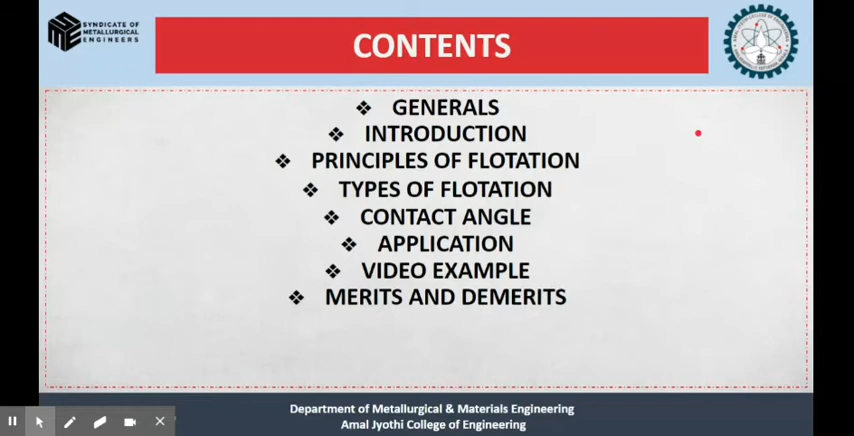 SYNDICATE OF
METALLURGICAL
ENGINEERS
CONTENTS
❖ GENERALS
❖ INTRODUCTION
❖ PRINCIPLES OF FLOTATION
❖ TYPES OF FLOTATION
❖ CONTACT ANGLE
❖ APPLICATION
❖ VIDEO EXAMPLE
❖ MERITS AND DEMERITS
Department of Metallurgical & Materials Engineering
Amal Jyothi College of Engineering